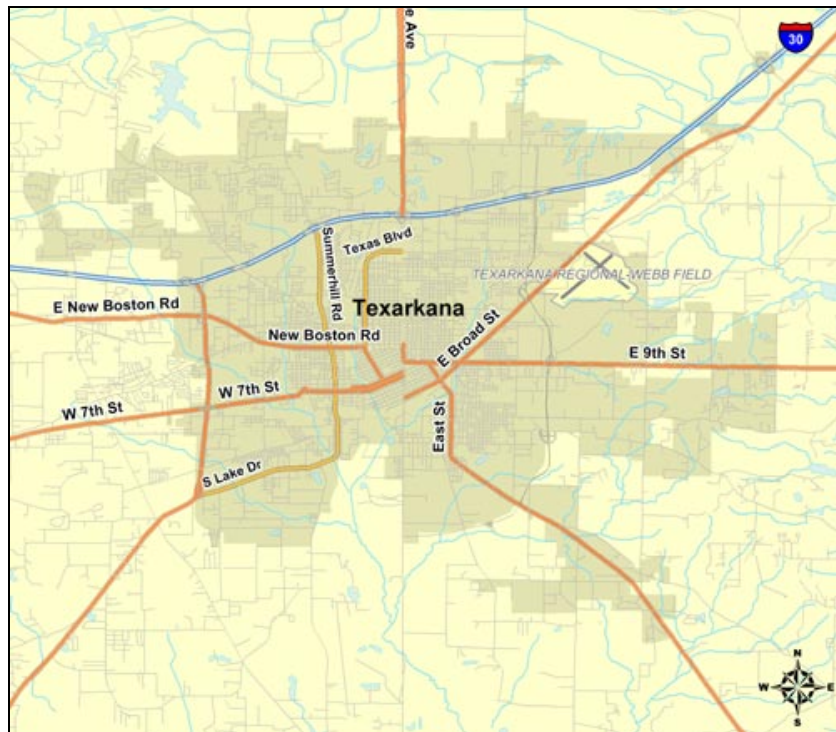 e Ave
30
Summerhill Rd
Texas Blvd
TEXARKANA REGIONAL-WEBB FIELD
E New Boston Rd
Texarkana
New Boston Rd
E Broad St
E 9th St
W 7th St
W 7th St
East St
S Lake Dr
N
W E
S